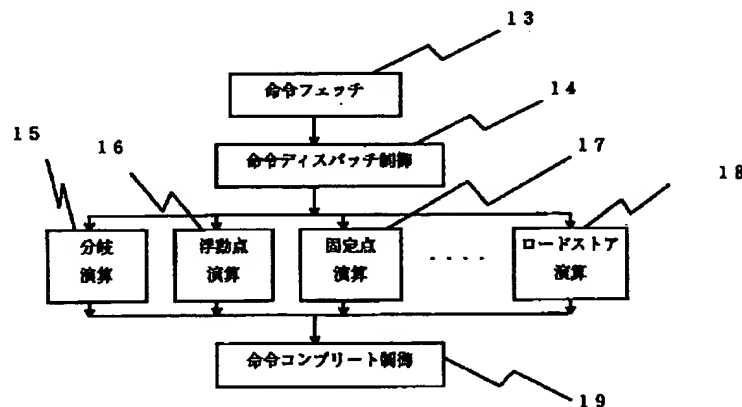 13
命令フェッチ
14
命令ディスパッチ制御
15
16
17
18
分岐
演算
浮動点
演算
固定点
演算
....
ロードストア
演算
命令コンプリート制御
19